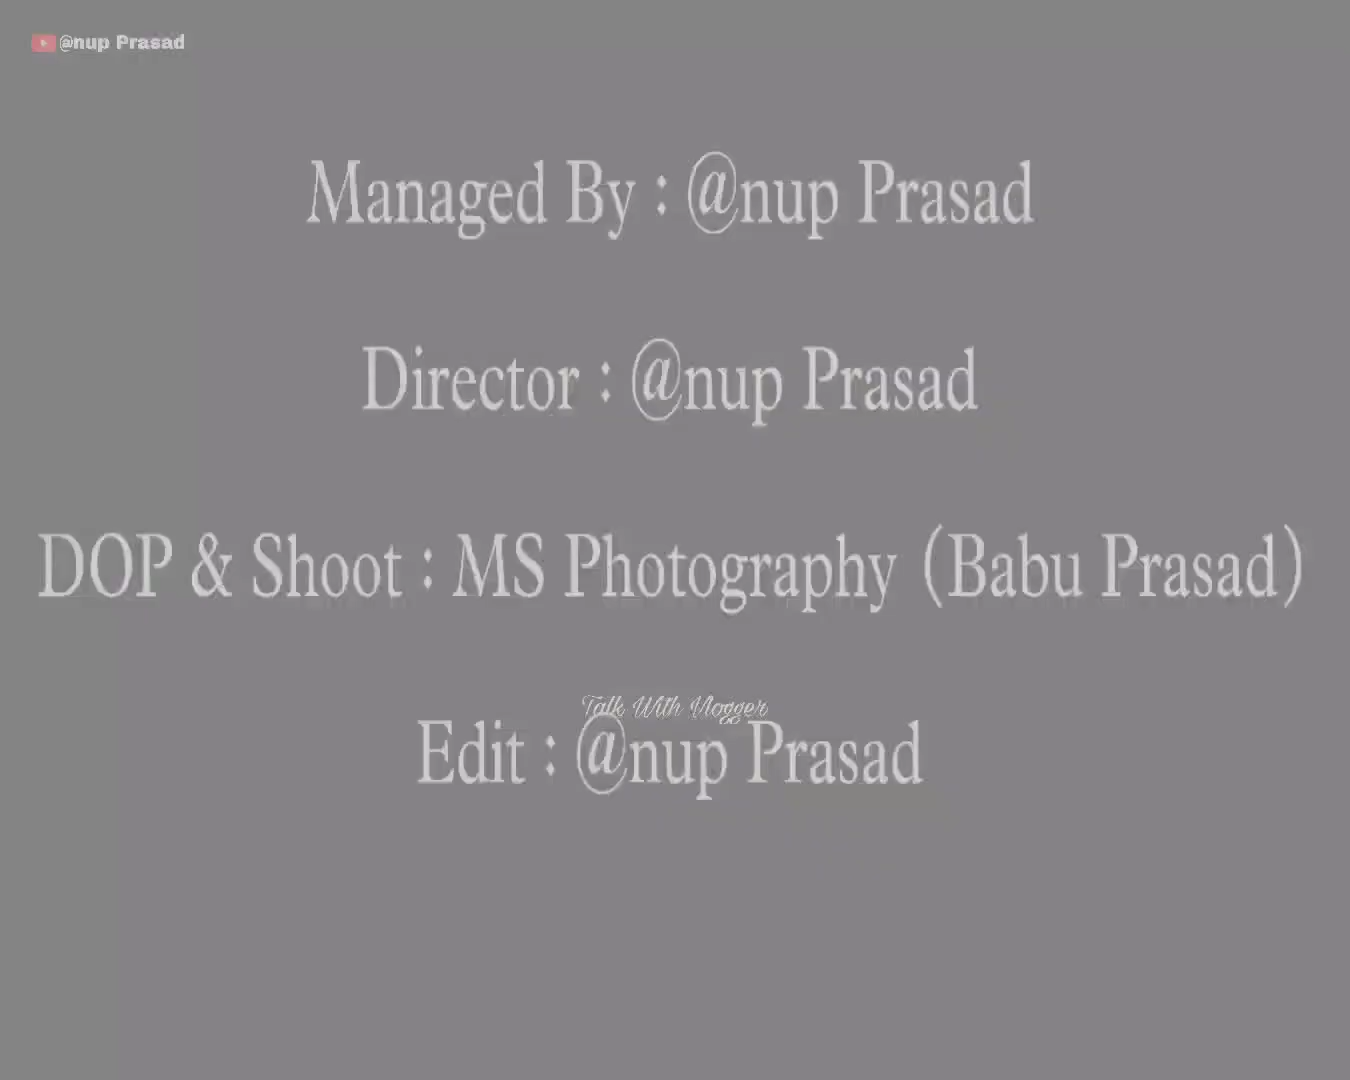 @nup Prasad
Managed By : @nup Prasad
Director : @nup Prasad
DOP & Shoot : MS Photography (Babu Prasad)
Talk With Vlogger
Edit : @nup Prasad